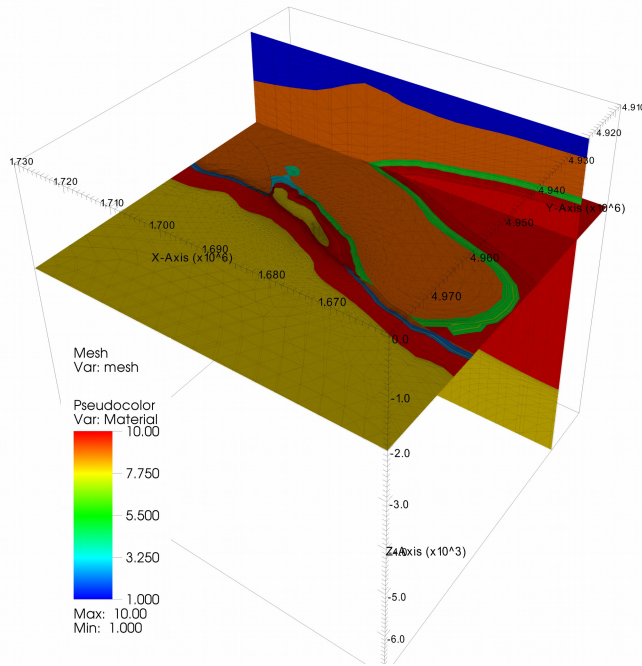 4.910
4.920
4.930
4.940
Y-Axis (x10^6)
4.950
4.960
4.970
1.730
1.720
1.710
1.700
1.690
X-Axis (x10^6)
1.680
1.670
0.0
-1.0
-2.0
-3.0
Z-Axis (x10^3)
-5.0
-6.0
Mesh
Var: mesh
Pseudocolor
Var: Material
10.00
7.750
5.500
3.250
1.000
Max: 10.00
Min: 1.000